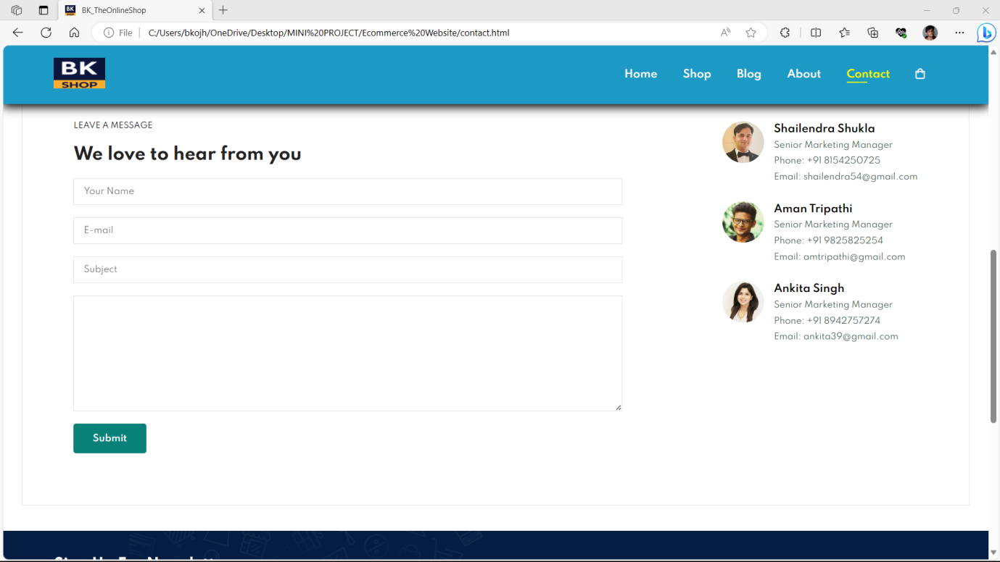 BK_TheOnlineShop
File
C:/Users/bkojh/OneDrive/Desktop/MINI%20PROJECT/Ecommerce%20Website/contact.html
BK
SHOP
Home
Shop
Blog
About
Contact
LEAVE A MESSAGE
We love to hear from you
Your Name
E-mail
Subject
Submit
Shailendra Shukla
Senior Marketing Manager
Phone: +91 8154250725
Email: shailendra54@gmail.com
Aman Tripathi
Senior Marketing Manager
Phone: +91 9825825254
Email: amtripathi@gmail.com
Ankita Singh
Senior Marketing Manager
Phone: +91 8942757274
Email: ankita39@gmail.com